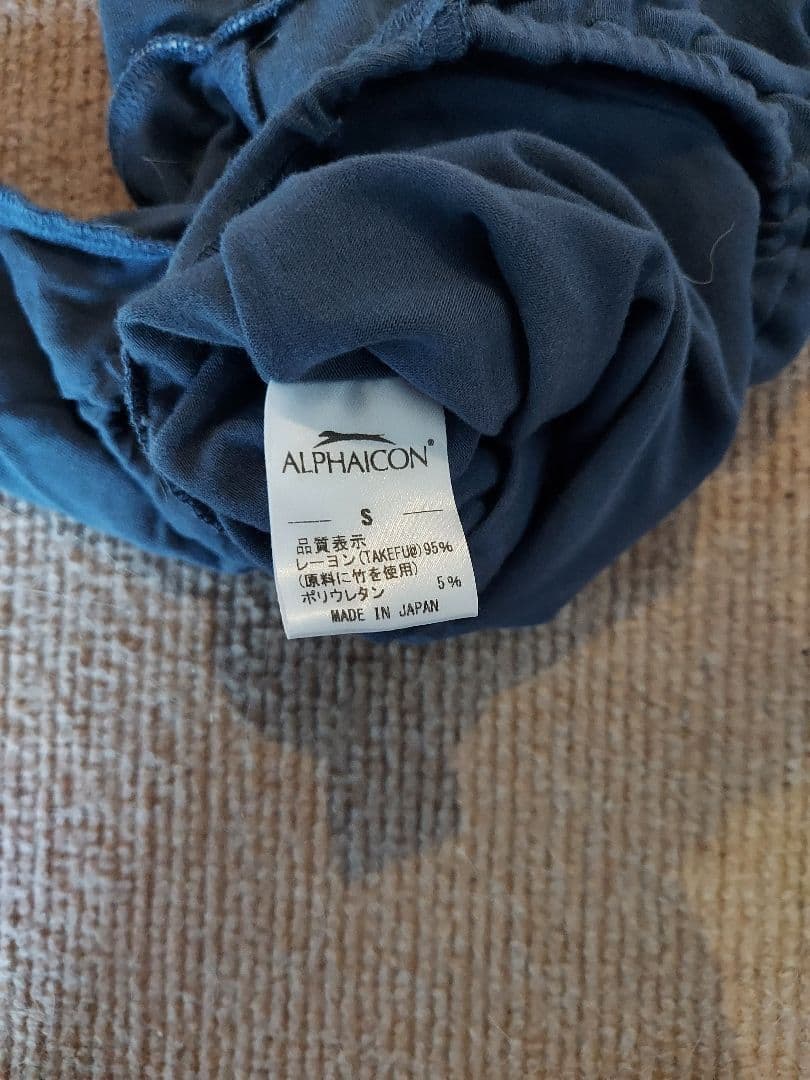 ALPHAICON®
S
品質表示
レーヨン(TAKEFU®)95%
(原料に竹を使用)
ポリウレタン 5%
MADE IN JAPAN